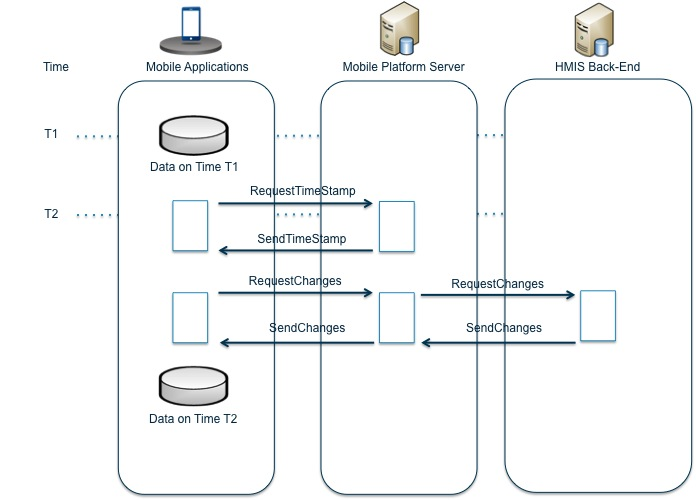 Time
Mobile Applications
Mobile Platform Server
HMIS Back-End
T1
Data on Time T1
T2
RequestTimeStamp
SendTimeStamp
RequestChanges
RequestChanges
SendChanges
SendChanges
Data on Time T2